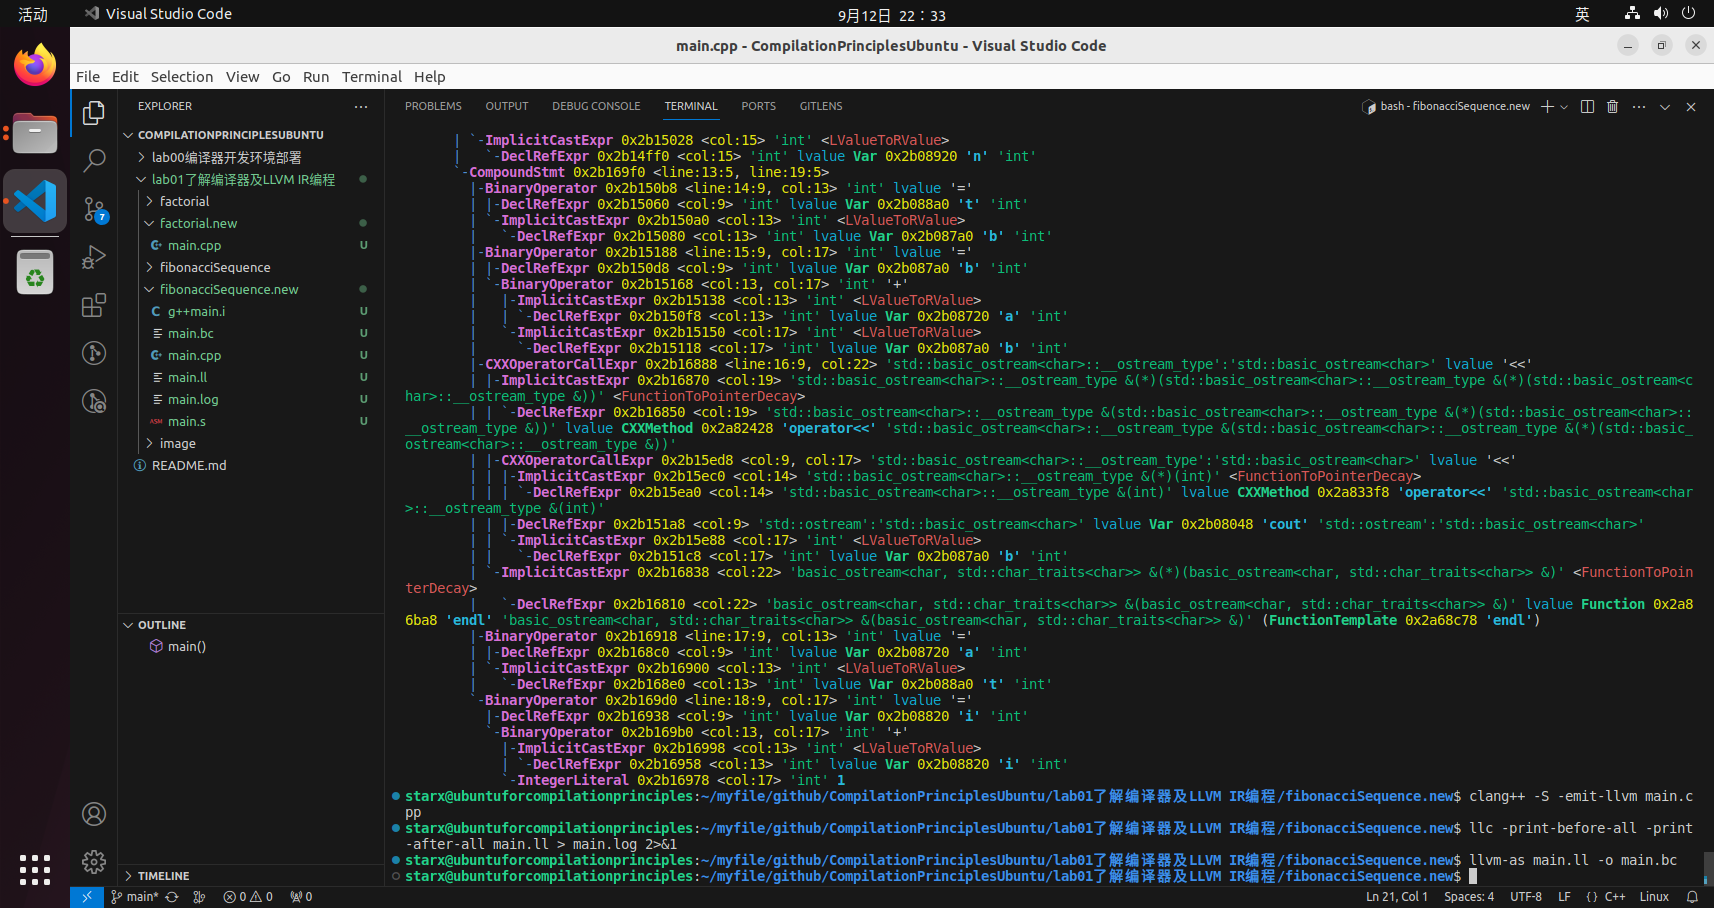 活动
Visual Studio Code
9月12日 22：33
英
main.cpp - CompilationPrinciplesUbuntu - Visual Studio Code
File Edit Selection View Go Run Terminal Help
EXPLORER
COMPILATIONPRINCIPLESUBUNTU
lab00编译器开发环境部署
lab01了解编译器及LLVM IR编程
factorial
factorial.new
main.cpp U
fibonacciSequence
fibonacciSequence.new
g++main.i U
main.bc U
main.cpp U
main.ll U
main.log U
main.s U
image
README.md
7
OUTLINE
main()
TIMELINE
PROBLEMS OUTPUT DEBUG CONSOLE TERMINAL PORTS GITLENS
bash - fibonacciSequence.new
| `-ImplicitCastExpr 0x2b15028 <col:15> 'int' <LValueToRValue>
|   `-DeclRefExpr 0x2b14ff0 <col:15> 'int' lvalue Var 0x2b08920 'n' 'int'
`-CompoundStmt 0x2b169f0 <line:13:5, line:19:5>
|-BinaryOperator 0x2b150b8 <line:14:9, col:13> 'int' lvalue '='
| |-DeclRefExpr 0x2b15060 <col:9> 'int' lvalue Var 0x2b088a0 't' 'int'
| `-ImplicitCastExpr 0x2b150a0 <col:13> 'int' <LValueToRValue>
|   `-DeclRefExpr 0x2b15080 <col:13> 'int' lvalue Var 0x2b087a0 'b' 'int'
|-BinaryOperator 0x2b15188 <line:15:9, col:17> 'int' lvalue '='
| |-DeclRefExpr 0x2b150d8 <col:9> 'int' lvalue Var 0x2b087a0 'b' 'int'
| `-BinaryOperator 0x2b15168 <col:13, col:17> 'int' '+'
|   |-ImplicitCastExpr 0x2b15138 <col:13> 'int' <LValueToRValue>
|   | `-DeclRefExpr 0x2b150f8 <col:13> 'int' lvalue Var 0x2b08720 'a' 'int'
|   `-ImplicitCastExpr 0x2b15150 <col:17> 'int' <LValueToRValue>
|     `-DeclRefExpr 0x2b15118 <col:17> 'int' lvalue Var 0x2b087a0 'b' 'int'
|-CXXOperatorCallExpr 0x2b16888 <line:16:9, col:22> 'std::basic_ostream<char>::__ostream_type':'std::basic_ostream<char>' lvalue '<<'
| |-ImplicitCastExpr 0x2b16870 <col:19> 'std::basic_ostream<char>::__ostream_type &(*)(std::basic_ostream<char>::__ostream_type &(*)(std::basic_ostream<c
har>::__ostream_type &))' <FunctionToPointerDecay>
| | `-DeclRefExpr 0x2b16850 <col:19> 'std::basic_ostream<char>::__ostream_type &(std::basic_ostream<char>::__ostream_type &(*)(std::basic_ostream<char>::
__ostream_type &))' lvalue CXXMethod 0x2a82428 'operator<<' 'std::basic_ostream<char>::__ostream_type &(std::basic_ostream<char>::__ostream_type &(*)(std::basic_
ostream<char>::__ostream_type &))'
| |-CXXOperatorCallExpr 0x2b15ed8 <col:9, col:17> 'std::basic_ostream<char>::__ostream_type':'std::basic_ostream<char>' lvalue '<<'
| | |-ImplicitCastExpr 0x2b15ec0 <col:14> 'std::basic_ostream<char>::__ostream_type &(*)(int)' <FunctionToPointerDecay>
| | | `-DeclRefExpr 0x2b15ea0 <col:14> 'std::basic_ostream<char>::__ostream_type &(int)' lvalue CXXMethod 0x2a833f8 'operator<<' 'std::basic_ostream<char
>::__ostream_type &(int)'
| | |-DeclRefExpr 0x2b151a8 <col:9> 'std::ostream':'std::basic_ostream<char>' lvalue Var 0x2b08048 'cout' 'std::ostream':'std::basic_ostream<char>'
| | `-ImplicitCastExpr 0x2b15e88 <col:17> 'int' <LValueToRValue>
| |   `-DeclRefExpr 0x2b151c8 <col:17> 'int' lvalue Var 0x2b087a0 'b' 'int'
| `-ImplicitCastExpr 0x2b16838 <col:22> 'basic_ostream<char, std::char_traits<char>> &(*)(basic_ostream<char, std::char_traits<char>> &)' <FunctionToPoin
terDecay>
|   `-DeclRefExpr 0x2b16810 <col:22> 'basic_ostream<char, std::char_traits<char>> &(basic_ostream<char, std::char_traits<char>> &)' lvalue Function 0x2a8
6ba8 'endl' 'basic_ostream<char, std::char_traits<char>> &(basic_ostream<char, std::char_traits<char>> &)' (FunctionTemplate 0x2a68c78 'endl')
|-BinaryOperator 0x2b16918 <line:17:9, col:13> 'int' lvalue '='
| |-DeclRefExpr 0x2b168c0 <col:9> 'int' lvalue Var 0x2b08720 'a' 'int'
| `-ImplicitCastExpr 0x2b16900 <col:13> 'int' <LValueToRValue>
|   `-DeclRefExpr 0x2b168e0 <col:13> 'int' lvalue Var 0x2b088a0 't' 'int'
`-BinaryOperator 0x2b169d0 <line:18:9, col:17> 'int' lvalue '='
|-DeclRefExpr 0x2b16938 <col:9> 'int' lvalue Var 0x2b08820 'i' 'int'
`-BinaryOperator 0x2b169b0 <col:13, col:17> 'int' '+'
|-ImplicitCastExpr 0x2b16998 <col:13> 'int' <LValueToRValue>
| `-DeclRefExpr 0x2b16958 <col:13> 'int' lvalue Var 0x2b08820 'i' 'int'
`-IntegerLiteral 0x2b16978 <col:17> 'int' 1
starx@ubuntuforcompilationprinciples:~/myfile/github/CompilationPrinciplesUbuntu/lab01了解编译器及LLVM IR编程/fibonacciSequence.new$ clang++ -S -emit-llvm main.c
pp
starx@ubuntuforcompilationprinciples:~/myfile/github/CompilationPrinciplesUbuntu/lab01了解编译器及LLVM IR编程/fibonacciSequence.new$ llc -print-before-all -print
-after-all main.ll > main.log 2>&1
starx@ubuntuforcompilationprinciples:~/myfile/github/CompilationPrinciplesUbuntu/lab01了解编译器及LLVM IR编程/fibonacciSequence.new$ llvm-as main.ll -o main.bc
starx@ubuntuforcompilationprinciples:~/myfile/github/CompilationPrinciplesUbuntu/lab01了解编译器及LLVM IR编程/fibonacciSequence.new$
main* 0 0 0
Ln 21, Col 1 Spaces: 4 UTF-8 LF {} C++ Linux